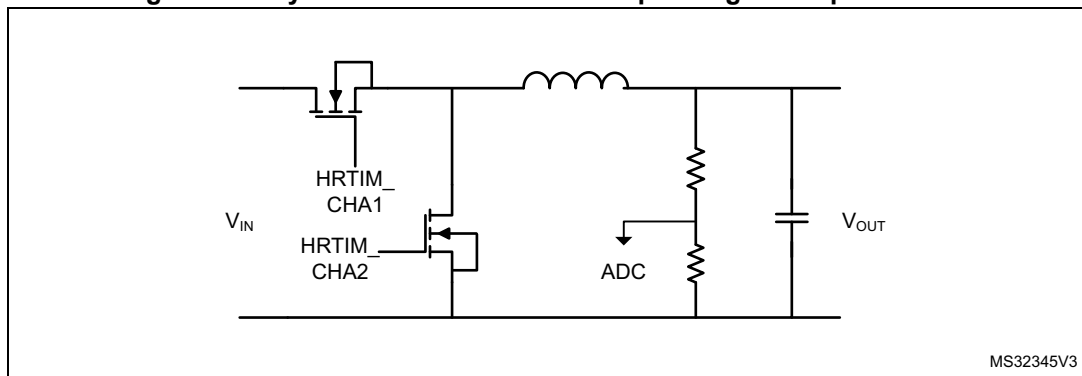 HRTIM_
CHA1
V_IN
HRTIM_
CHA2
ADC
V_OUT
MS32345V3